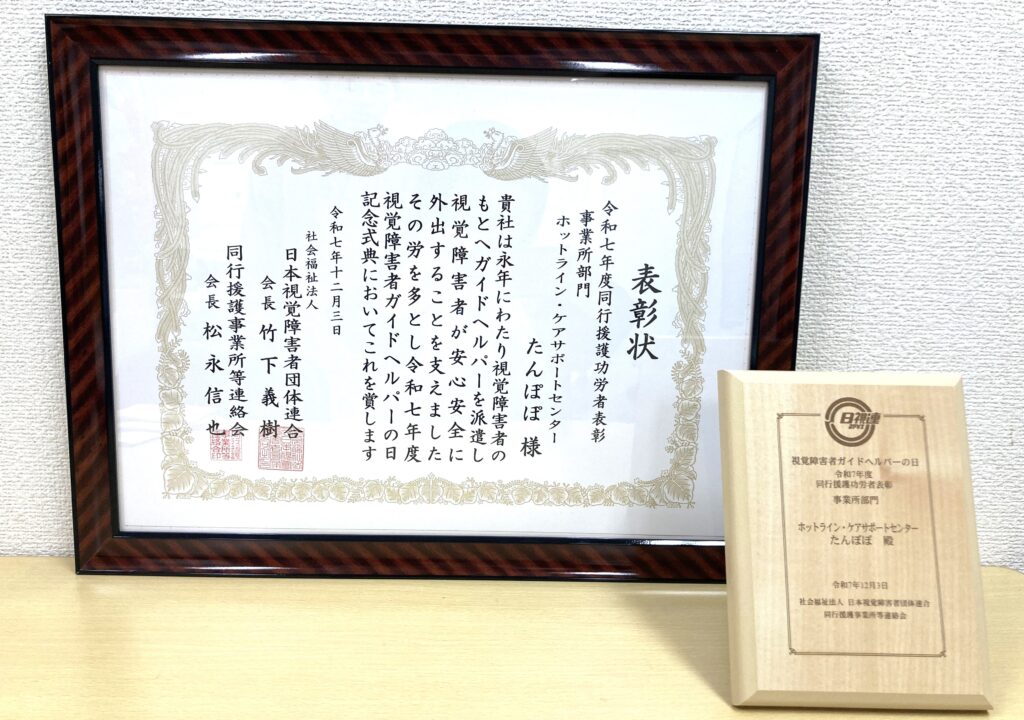 表彰状
令和七年度同行援護功労者表彰
事業所部門
ホットライン・ケアサポートセンター
たんぽぽ 様
貴社は永年にわたり視覚障害者の
もとへガイドヘルパーを派遣し
視覚障害者が安心安全に
外出することを支えました
その労を多とし令和七年度
視覚障害者ガイドヘルパーの日
記念式典においてこれを賞します
令和七年十二月三日
社会福祉法人
日本視覚障害者団体連合
会長 竹下義樹
同行援護事業所等連絡会
会長 松永信也
日視連
視覚障害者ガイドヘルパーの日
令和7年度
同行援護功労者表彰
事業所部門
ホットライン・ケアサポートセンター
たんぽぽ 殿
令和7年12月3日
社会福祉法人 日本視覚障害者団体連合
同行援護事業所等連絡会